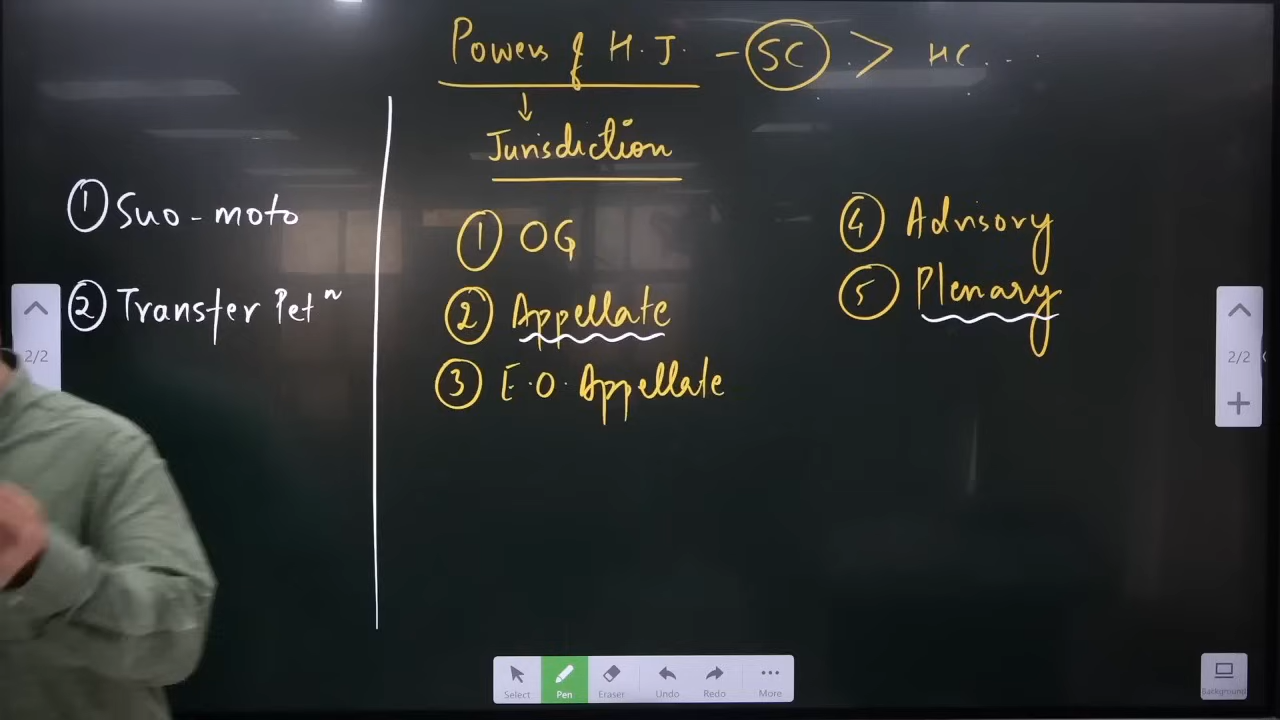 Powers of H.J. - SC > HC....
↓
Jurisdiction
① Suo-moto
② Transfer Petⁿ
① OG
② Appellate
③ E.O. Appellate
④ Advisory
⑤ Plenary
2/2
2/2
Select Pen Eraser Undo Redo More
Background